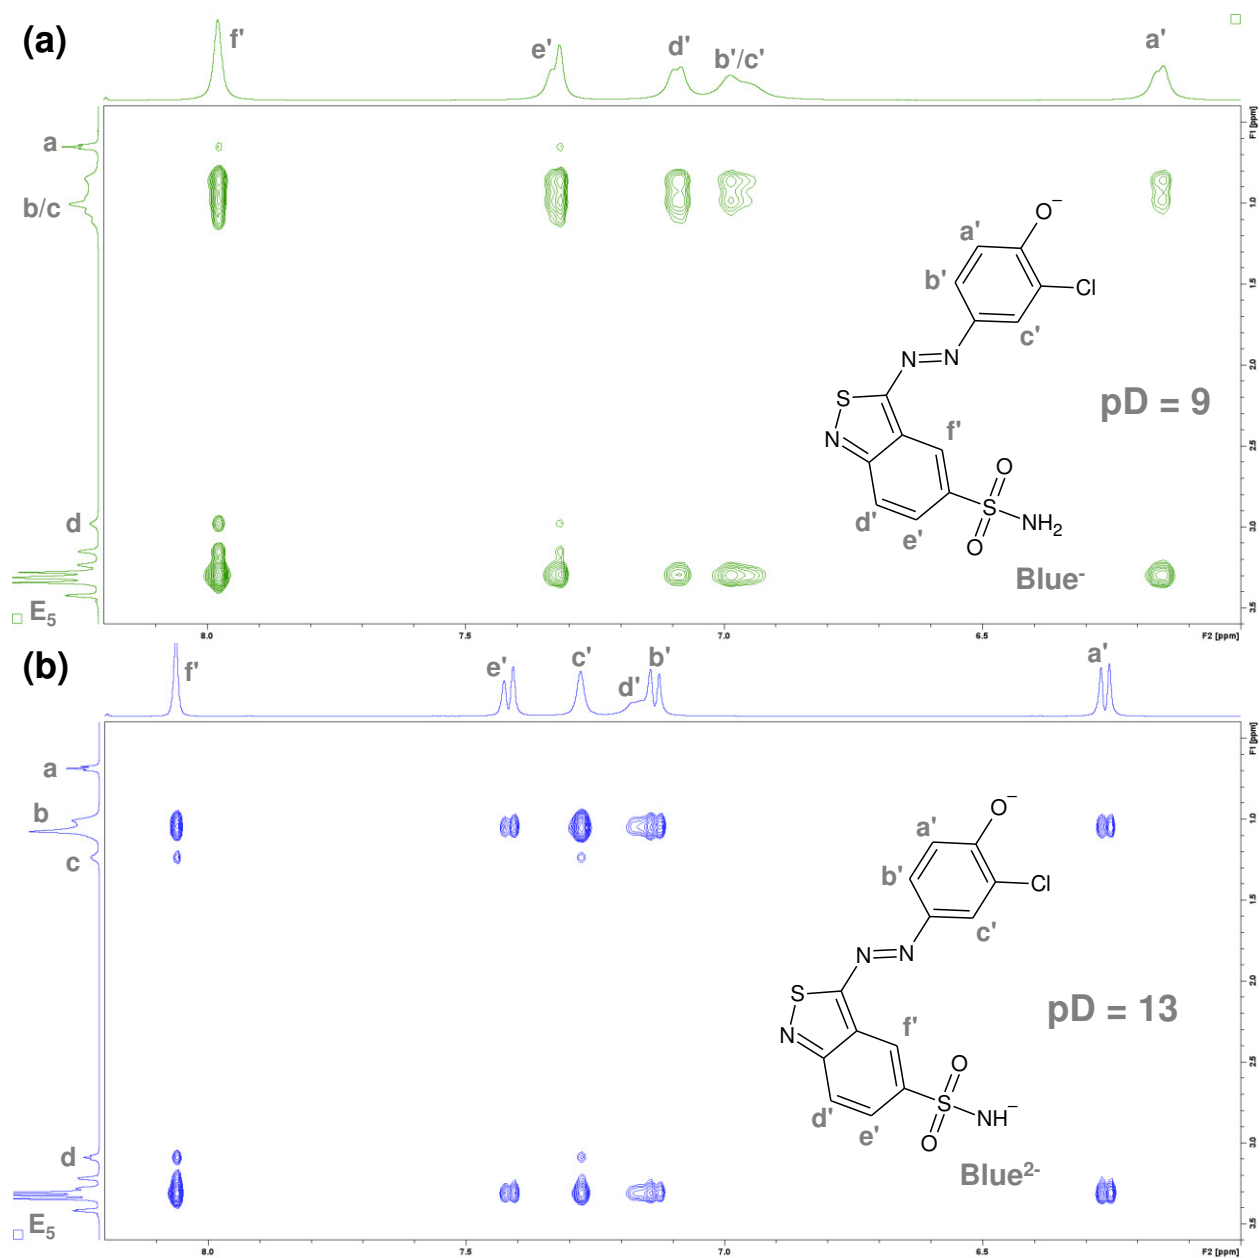 (a)
f'
e'
d'
b'/c'
a'
a
b/c
d
E5
F1 [ppm]
1.0
1.5
2.0
2.5
3.0
3.5
O−
a'
b'
Cl
c'
N
N
S
N
f'
O
S
NH2
O
d'
e'
pD = 9
Blue-
8.0
7.5
7.0
6.5
F2 [ppm]
(b)
f'
e'
c'
d'
b'
a'
a
b
c
d
E5
F1 [ppm]
1.0
1.5
2.0
2.5
3.0
3.5
O−
a'
b'
Cl
c'
N
N
S
N
f'
O
S
NH−
O
d'
e'
pD = 13
Blue2-
8.0
7.5
7.0
6.5
F2 [ppm]